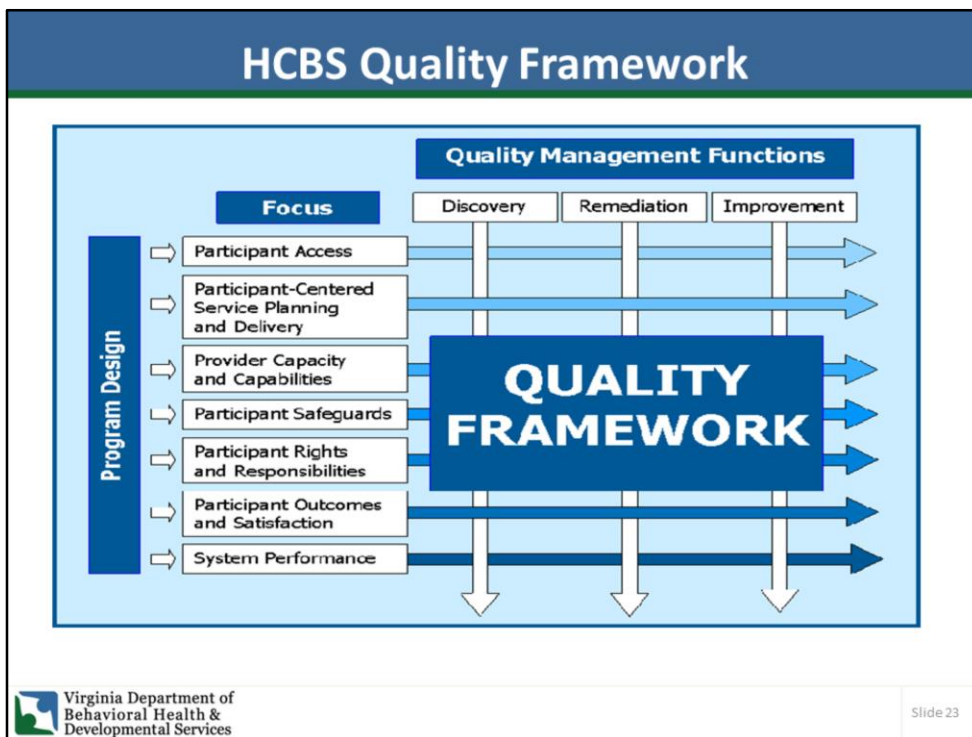 HCBS Quality Framework
Quality Management Functions
Focus
Discovery
Remediation
Improvement
Program Design
Participant Access
Participant-Centered
Service Planning
and Delivery
Provider Capacity
and Capabilities
Participant Safeguards
Participant Rights
and Responsibilities
Participant Outcomes
and Satisfaction
System Performance
QUALITY
FRAMEWORK
Virginia Department of
Behavioral Health &
Developmental Services
Slide 23